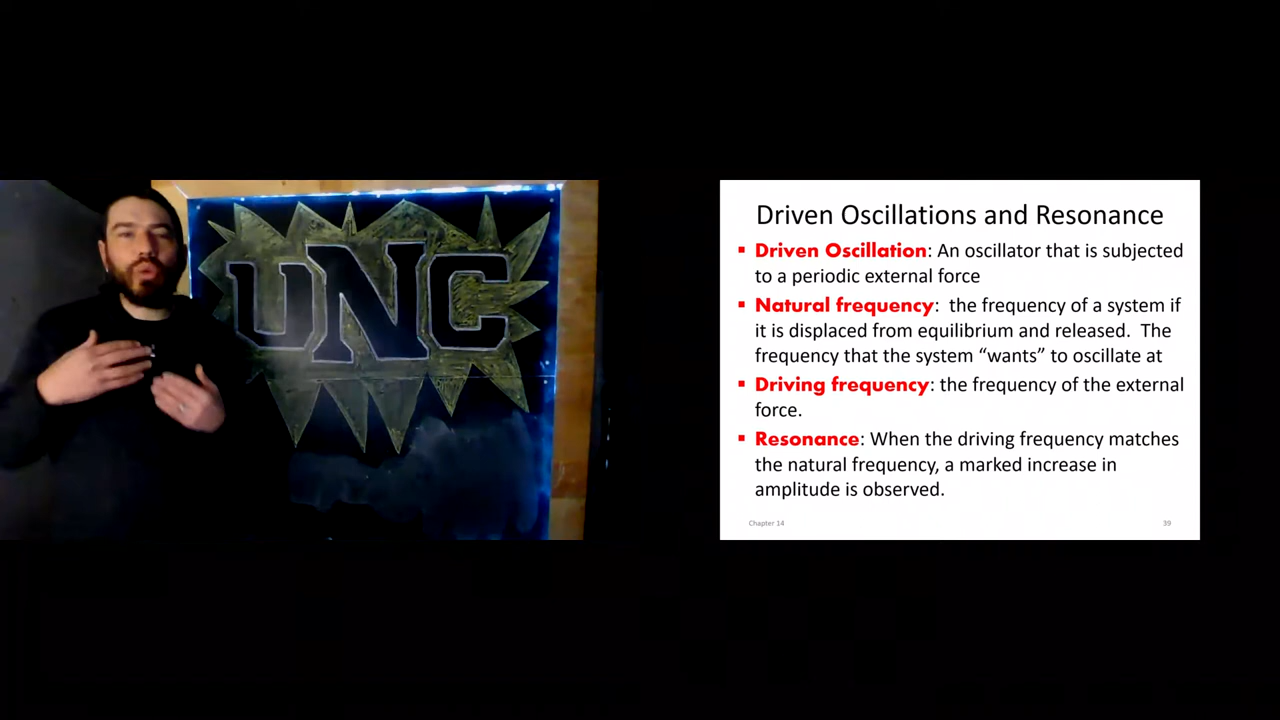 UNC
Driven Oscillations and Resonance
▪ Driven Oscillation: An oscillator that is subjected
to a periodic external force
▪ Natural frequency:  the frequency of a system if
it is displaced from equilibrium and released.  The
frequency that the system “wants” to oscillate at
▪ Driving frequency: the frequency of the external
force.
▪ Resonance: When the driving frequency matches
the natural frequency, a marked increase in
amplitude is observed.
Chapter 14
39